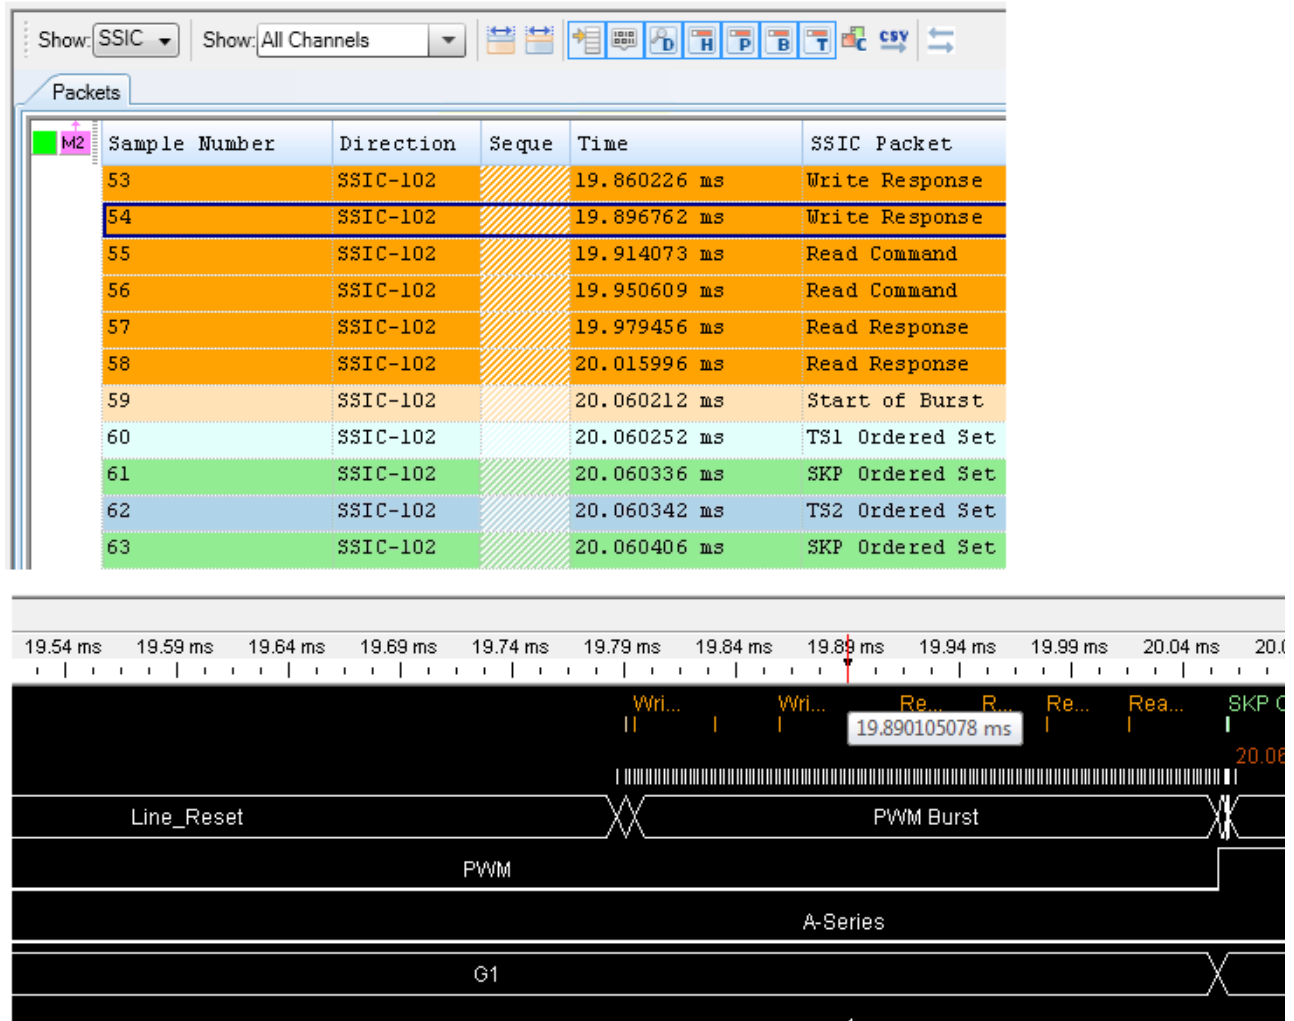 Show: SSIC Show: All Channels D H P B T C CSV
Packets
M2 Sample Number Direction Seque Time SSIC Packet
53 SSIC-102 19.860226 ms Write Response
54 SSIC-102 19.896762 ms Write Response
55 SSIC-102 19.914073 ms Read Command
56 SSIC-102 19.950609 ms Read Command
57 SSIC-102 19.979456 ms Read Response
58 SSIC-102 20.015996 ms Read Response
59 SSIC-102 20.060212 ms Start of Burst
60 SSIC-102 20.060252 ms TS1 Ordered Set
61 SSIC-102 20.060336 ms SKP Ordered Set
62 SSIC-102 20.060342 ms TS2 Ordered Set
63 SSIC-102 20.060406 ms SKP Ordered Set
19.54 ms 19.59 ms 19.64 ms 19.69 ms 19.74 ms 19.79 ms 19.84 ms 19.89 ms 19.94 ms 19.99 ms 20.04 ms 20.0
Wri... Wri... Re... R... Re... Rea... SKP O
19.890105078 ms
20.06
Line_Reset PWM Burst
PWM
A-Series
G1